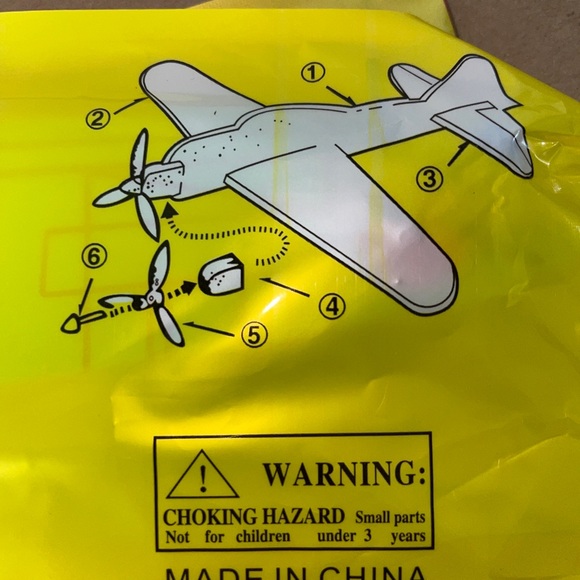 ①
②
③
⑥
④
⑤
! WARNING:
CHOKING HAZARD Small parts
Not for children under 3 years
MADE IN CHINA